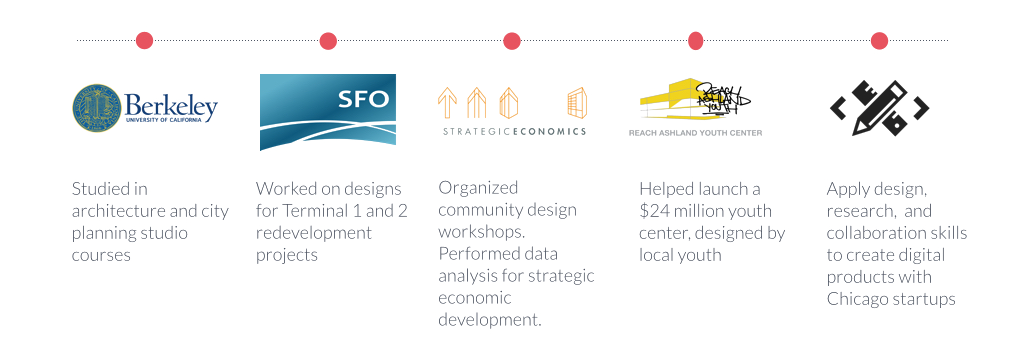 Berkeley
UNIVERSITY OF CALIFORNIA
Studied in
architecture and city
planning studio
courses
SFO
Worked on designs
for Terminal 1 and 2
redevelopment
projects
STRATEGICECONOMICS
Organized
community design
workshops.
Performed data
analysis for strategic
economic
development.
REACH
ASHLAND
YOUTH
REACH ASHLAND YOUTH CENTER
Helped launch a
$24 million youth
center, designed by
local youth
Apply design,
research,  and
collaboration skills
to create digital
products with
Chicago startups